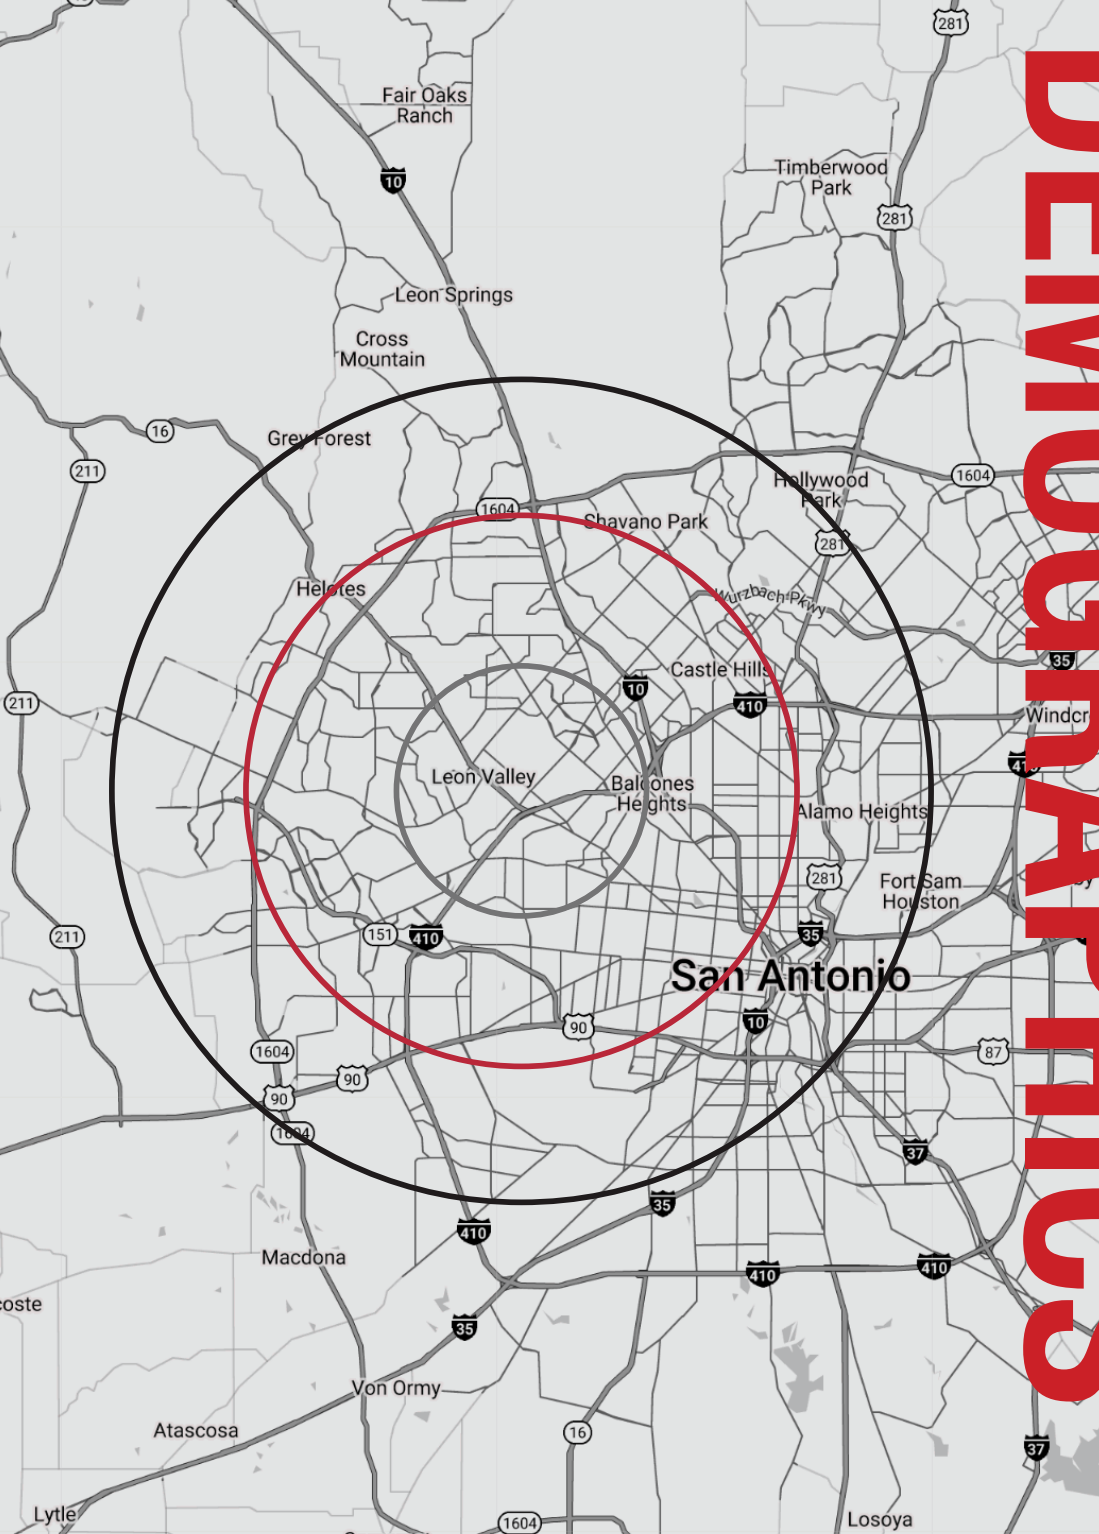 281
Fair Oaks
Ranch
10
Timberwood
Park
281
Leon Springs
Cross
Mountain
16
Grey Forest
211
1604
Hollywood
Park
1604
Shavano Park
281
Helotes
Wurzbach Pkwy
35
Castle Hills
10
410
211
Windcr
410
Leon Valley
Balcones
Heights
Alamo Heights
281
Fort Sam
Houston
151
410
35
211
San Antonio
10
90
1604
87
90
90
1604
37
35
410
Macdona
410
410
coste
35
Von Ormy
Atascosa
16
37
Lytle
1604
Losoya
DEMOGRAPHICS